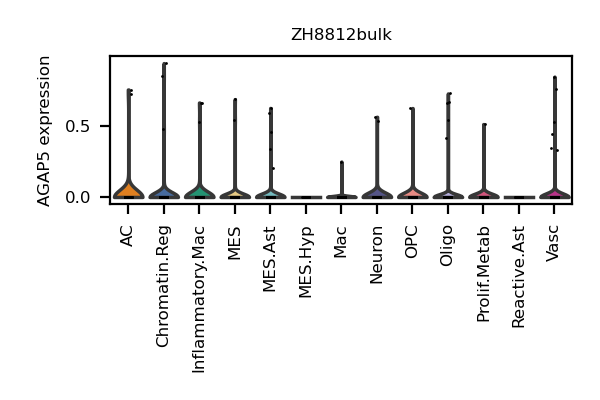 ZH8812bulk
AGAP5 expression
0.5
0.0
AC
Chromatin.Reg
Inflammatory.Mac
MES
MES.Ast
MES.Hyp
Mac
Neuron
OPC
Oligo
Prolif.Metab
Reactive.Ast
Vasc